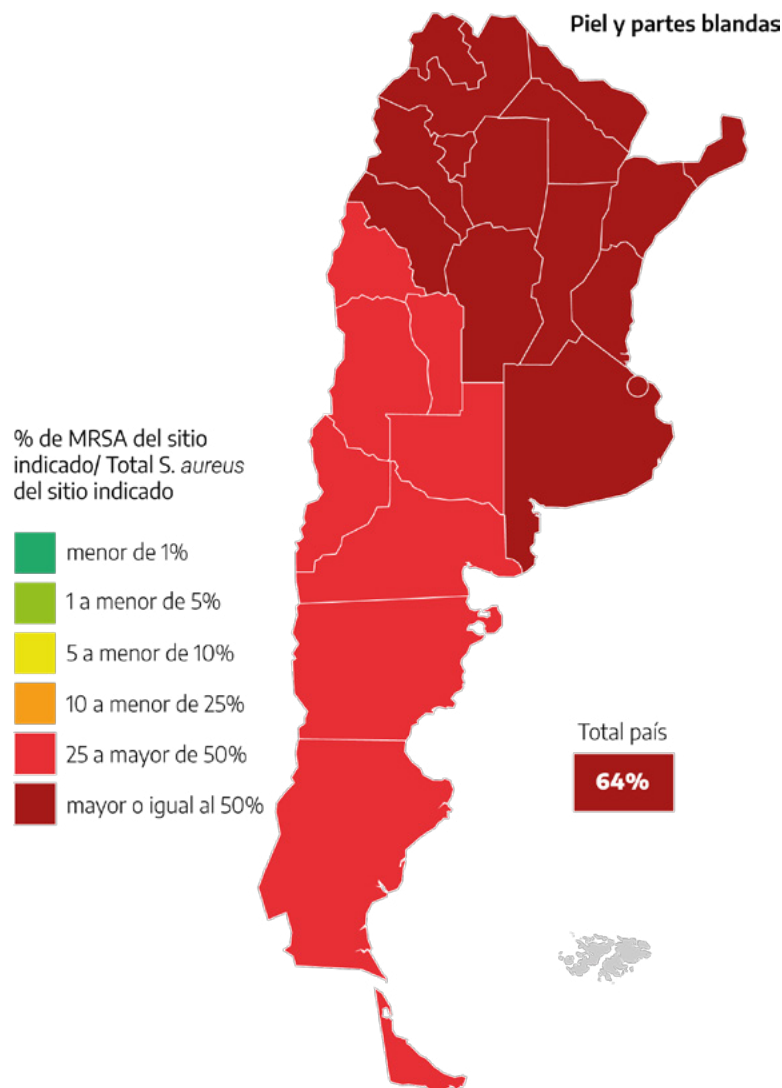 Piel y partes blandas
% de MRSA del sitio
indicado/ Total S. aureus
del sitio indicado
menor de 1%
1 a menor de 5%
5 a menor de 10%
10 a menor de 25%
25 a mayor de 50%
mayor o igual al 50%
Total país
64%